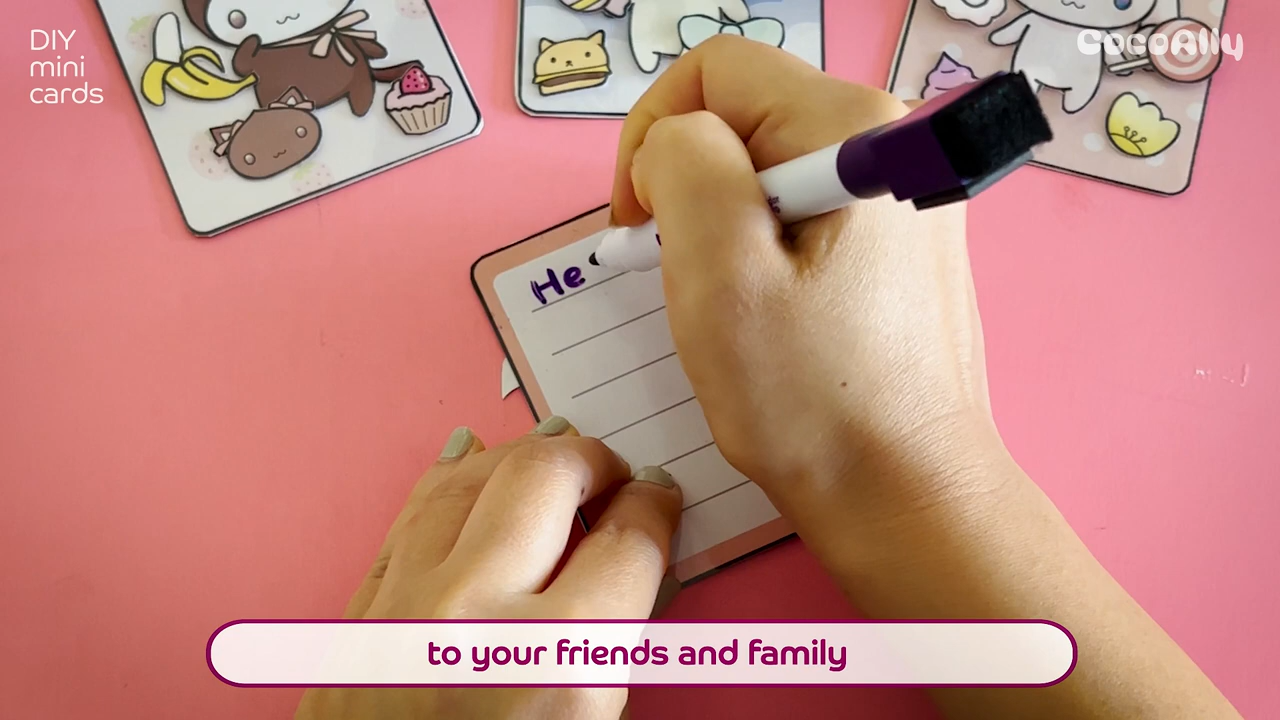 DIY
mini
cards
CocoAlly
He
to your friends and family